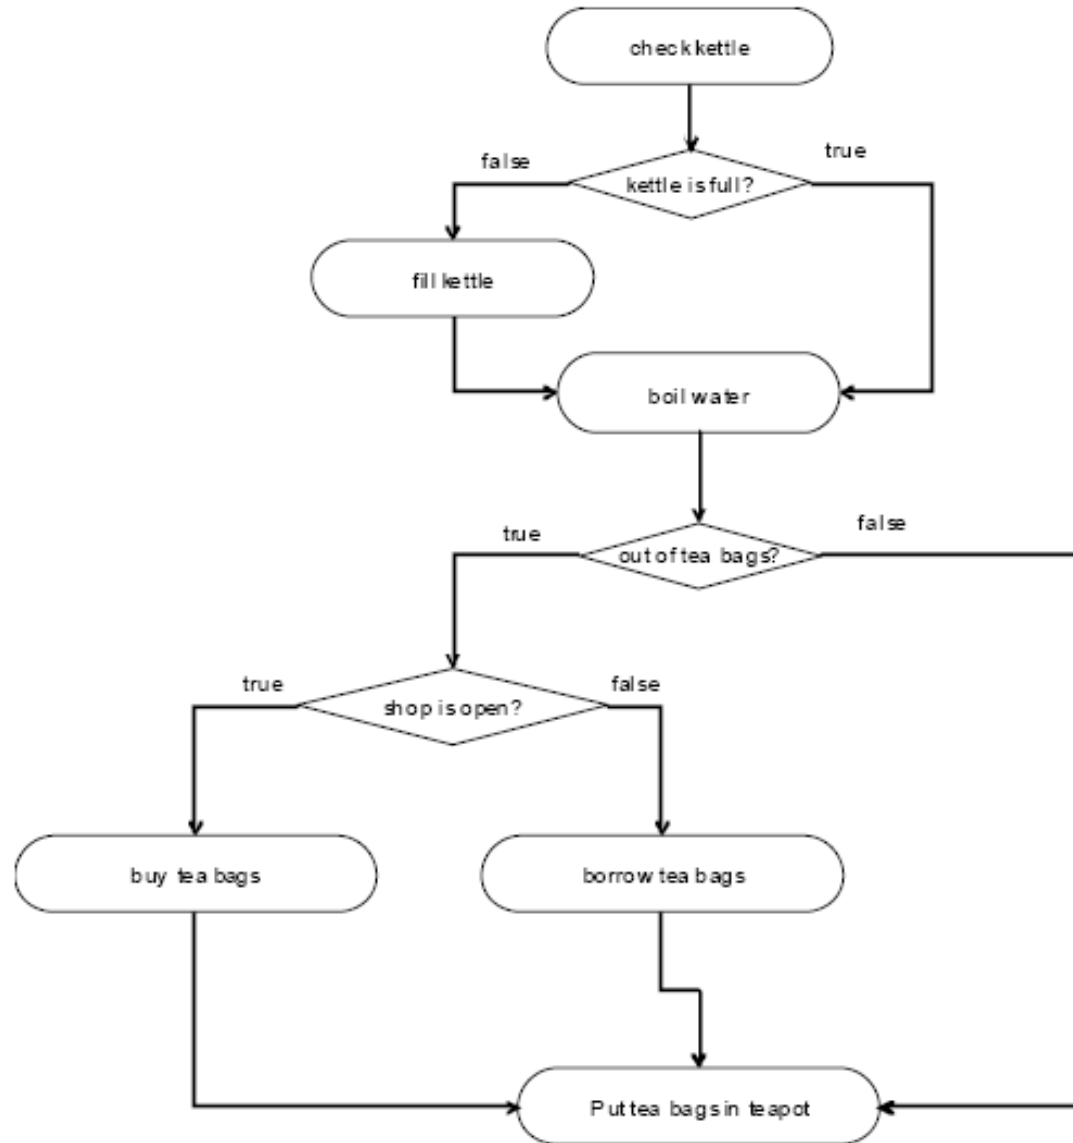 check kettle
false
true
kettle is full?
fill kettle
boil water
true
false
out of tea bags?
true
false
shop is open?
buy tea bags
borrow tea bags
Put tea bags in teapot